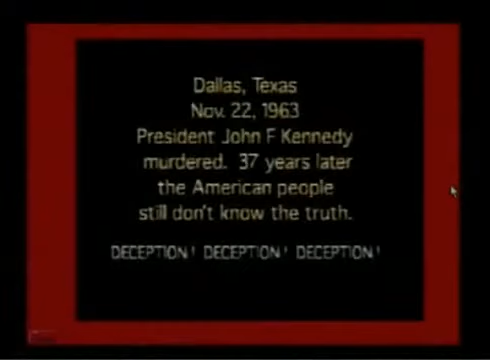 Dallas, Texas
Nov. 22, 1963
President John F Kennedy
murdered. 37 years later
the American people
still don't know the truth.
DECEPTION! DECEPTION! DECEPTION!